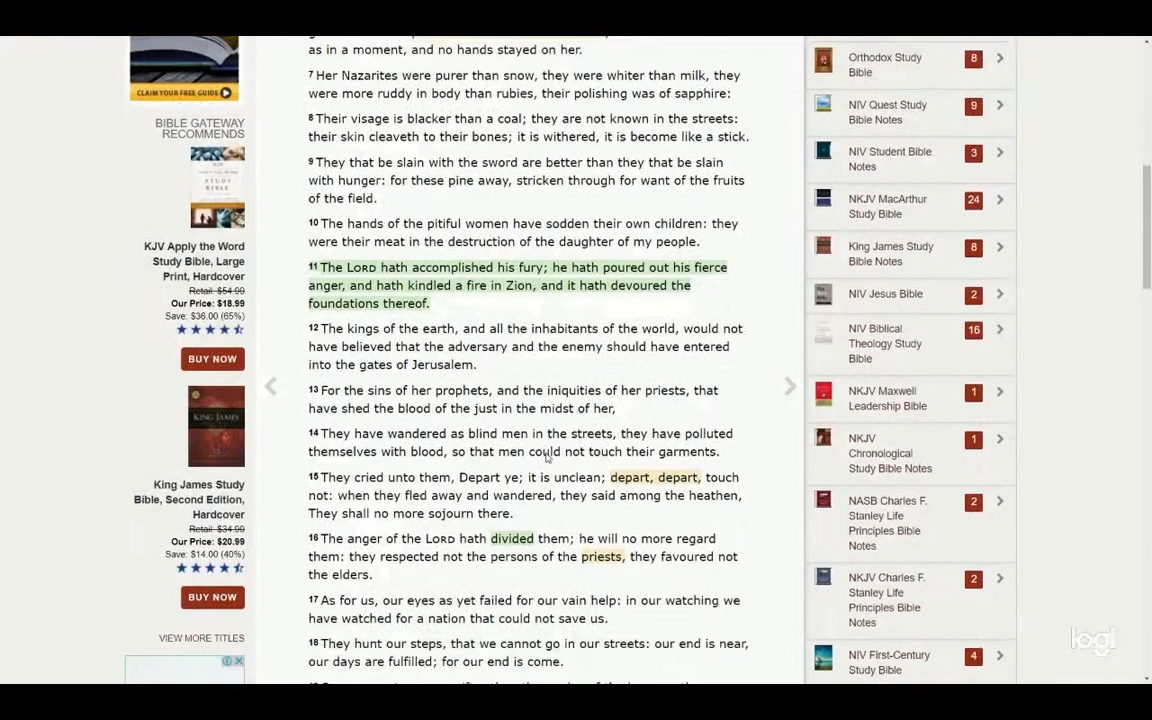 CLAIM YOUR FREE GUIDE
BIBLE GATEWAY
RECOMMENDS
KJV Apply the Word
Study Bible, Large
Print, Hardcover
Retail: $54.99
Our Price: $18.99
Save: $36.00 (65%)
BUY NOW
KING JAMES
King James Study
Bible, Second Edition,
Hardcover
Retail: $34.99
Our Price: $20.99
Save: $14.00 (40%)
BUY NOW
VIEW MORE TITLES
as in a moment, and no hands stayed on her.
7 Her Nazarites were purer than snow, they were whiter than milk, they
were more ruddy in body than rubies, their polishing was of sapphire:
8 Their visage is blacker than a coal; they are not known in the streets:
their skin cleaveth to their bones; it is withered, it is become like a stick.
9 They that be slain with the sword are better than they that be slain
with hunger: for these pine away, stricken through for want of the fruits
of the field.
10 The hands of the pitiful women have sodden their own children: they
were their meat in the destruction of the daughter of my people.
11 The LORD hath accomplished his fury; he hath poured out his fierce
anger, and hath kindled a fire in Zion, and it hath devoured the
foundations thereof.
12 The kings of the earth, and all the inhabitants of the world, would not
have believed that the adversary and the enemy should have entered
into the gates of Jerusalem.
13 For the sins of her prophets, and the iniquities of her priests, that
have shed the blood of the just in the midst of her,
14 They have wandered as blind men in the streets, they have polluted
themselves with blood, so that men could not touch their garments.
15 They cried unto them, Depart ye; it is unclean; depart, depart, touch
not: when they fled away and wandered, they said among the heathen,
They shall no more sojourn there.
16 The anger of the LORD hath divided them; he will no more regard
them: they respected not the persons of the priests, they favoured not
the elders.
17 As for us, our eyes as yet failed for our vain help: in our watching we
have watched for a nation that could not save us.
18 They hunt our steps, that we cannot go in our streets: our end is near,
our days are fulfilled; for our end is come.
Orthodox Study
Bible
8
NIV Quest Study
Bible Notes
9
NIV Student Bible
Notes
3
NKJV MacArthur
Study Bible
24
King James Study
Bible Notes
8
NIV Jesus Bible
2
NIV Biblical
Theology Study
Bible
16
NKJV Maxwell
Leadership Bible
1
NKJV
Chronological
Study Bible Notes
1
NASB Charles F.
Stanley Life
Principles Bible
Notes
2
NKJV Charles F.
Stanley Life
Principles Bible
Notes
2
NIV First-Century
Study Bible
4
logi